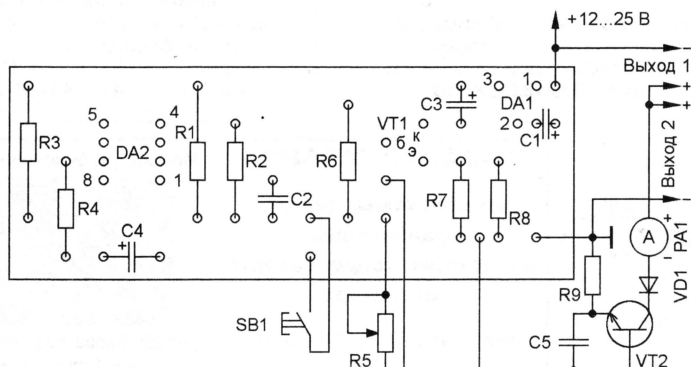 +12...25 В
Выход 1
–
+
+
Выход 2
–
R3
R4
5
4
8
1
DA2
C4
+
R1
R2
C2
R6
VT1
б
к
э
C3
+
3
1
DA1
2
C1
+
R7
R8
SB1
R5
R9
C5
A
+
–
PA1
VD1
VT2